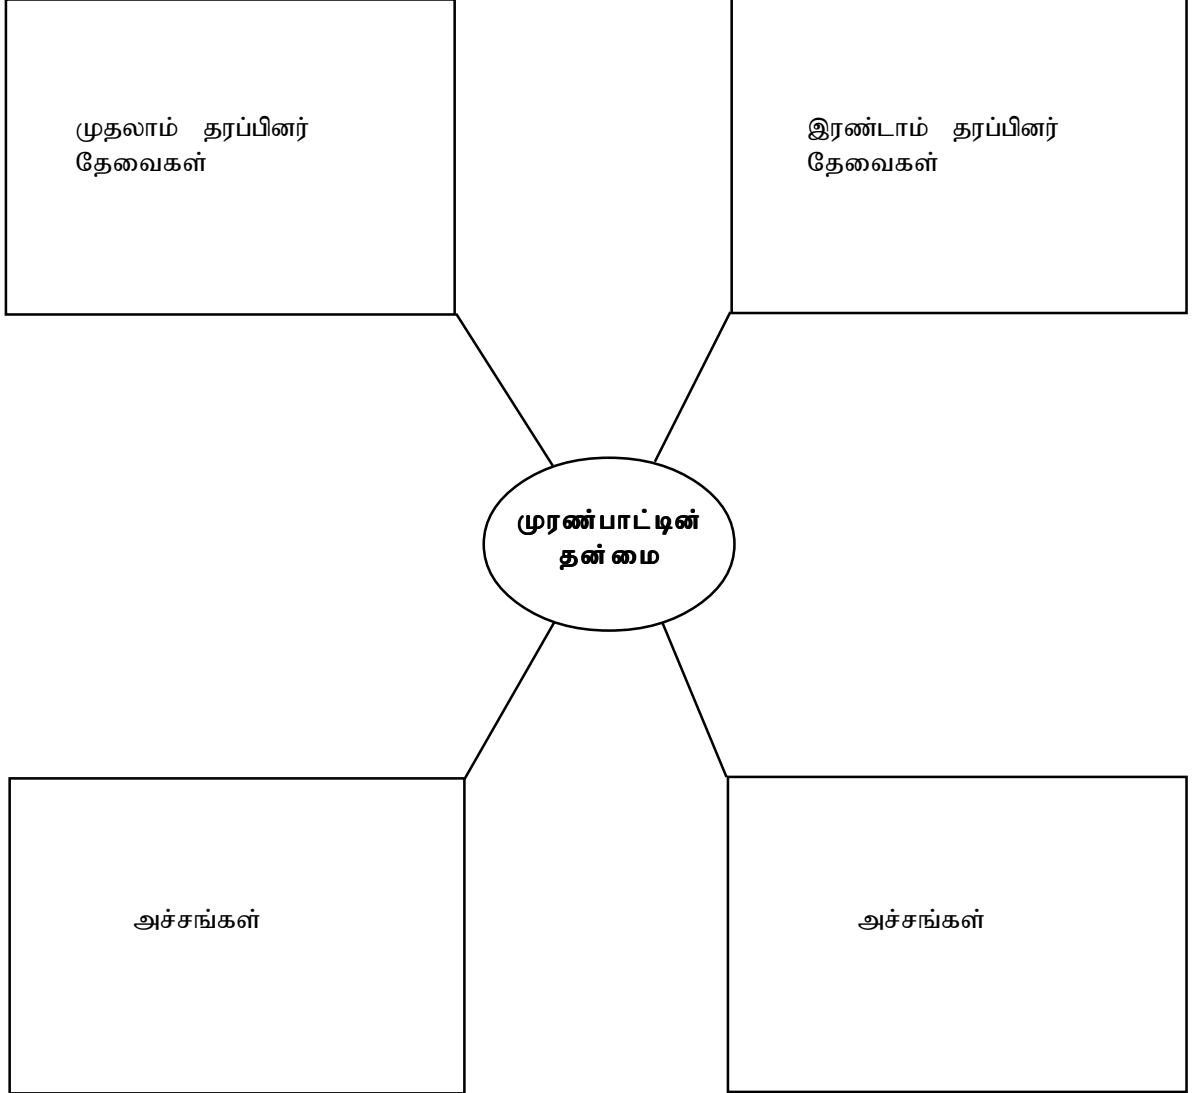 முதலாம் தரப்பினர்
தேவைகள்
இரண்டாம் தரப்பினர்
தேவைகள்
முரண்பாட்டின்
தன்மை
அச்சங்கள்
அச்சங்கள்